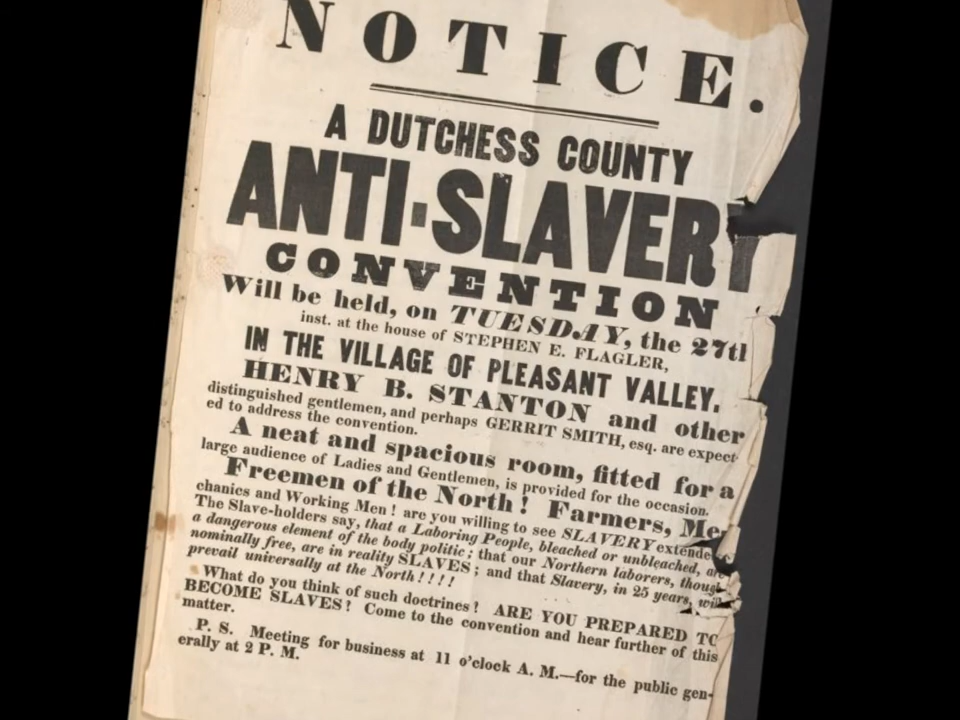 NOTICE.
A DUTCHESS COUNTY
ANTI-SLAVERY
CONVENTION
Will be held, on TUESDAY, the 27tl
inst. at the house of STEPHEN E. FLAGLER,
IN THE VILLAGE OF PLEASANT VALLEY.
HENRY B. STANTON and other
distinguished gentlemen, and perhaps GERRIT SMITH, esq. are expect-
ed to address the convention.
A neat and spacious room, fitted for a
large audience of Ladies and Gentlemen, is provided for the occasion.
Freemen of the North! Farmers, Me-
chanics and Working Men! are you willing to see SLAVERY extende
The Slave-holders say, that a Laboring People, bleached or unbleached, are
a dangerous element of the body politic; that our Northern laborers, though
nominally free, are in reality SLAVES; and that Slavery, in 25 years, will
prevail universally at the North!!!!
What do you think of such doctrines? ARE YOU PREPARED TO
BECOME SLAVES? Come to the convention and hear further of this
matter.
P. S. Meeting for business at 11 o'clock A. M.—for the public gen-
erally at 2 P. M.